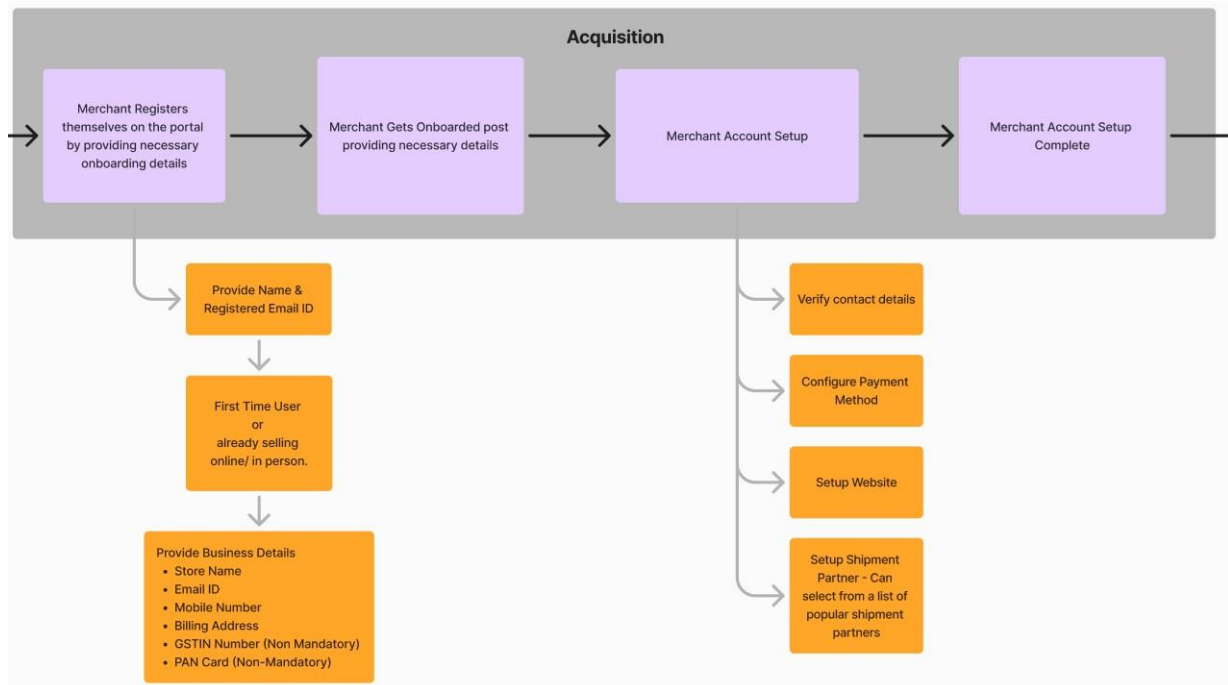 Acquisition
Merchant Registers
themselves on the portal
by providing necessary
onboarding details
Merchant Gets Onboarded post
providing necessary details
Merchant Account Setup
Merchant Account Setup
Complete
Provide Name &
Registered Email ID
First Time User
or
already selling
online/ in person.
Provide Business Details
• Store Name
• Email ID
• Mobile Number
• Billing Address
• GSTIN Number (Non Mandatory)
• PAN Card (Non-Mandatory)
Verify contact details
Configure Payment
Method
Setup Website
Setup Shipment
Partner - Can
select from a list of
popular shipment
partners